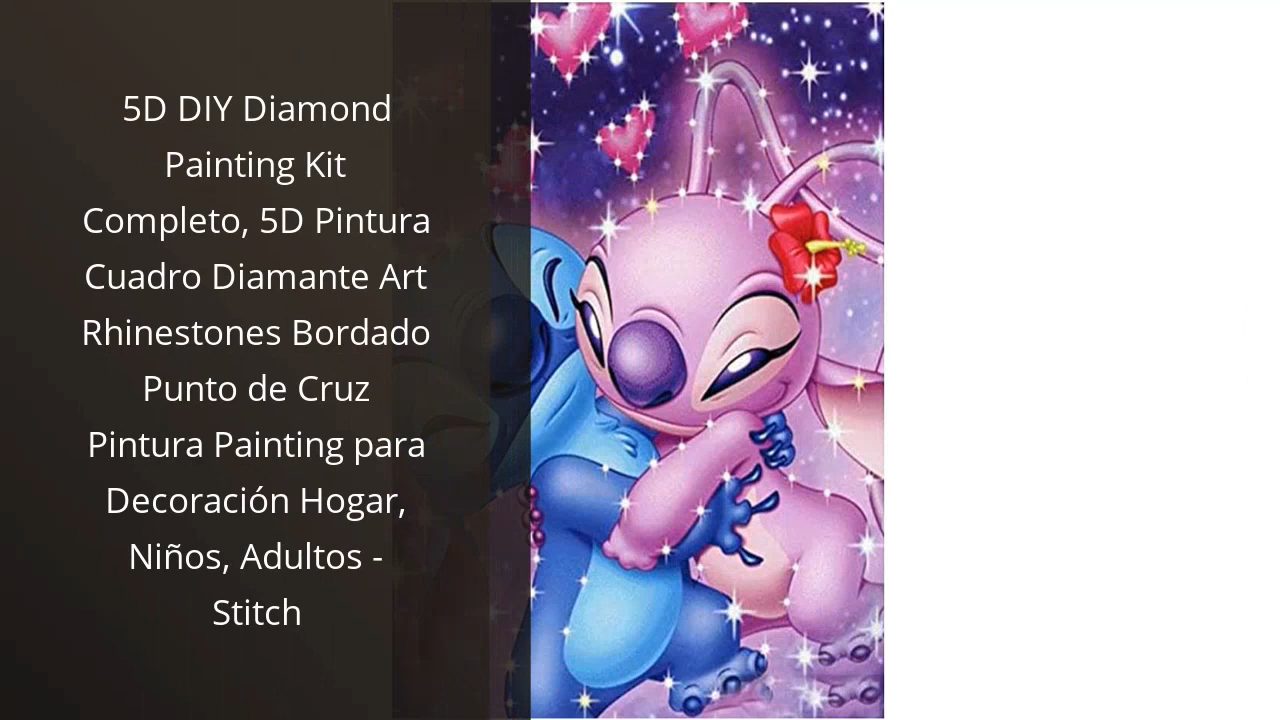 5D DIY Diamond
Painting Kit
Completo, 5D Pintura
Cuadro Diamante Art
Rhinestones Bordado
Punto de Cruz
Pintura Painting para
Decoración Hogar,
Niños, Adultos -
Stitch